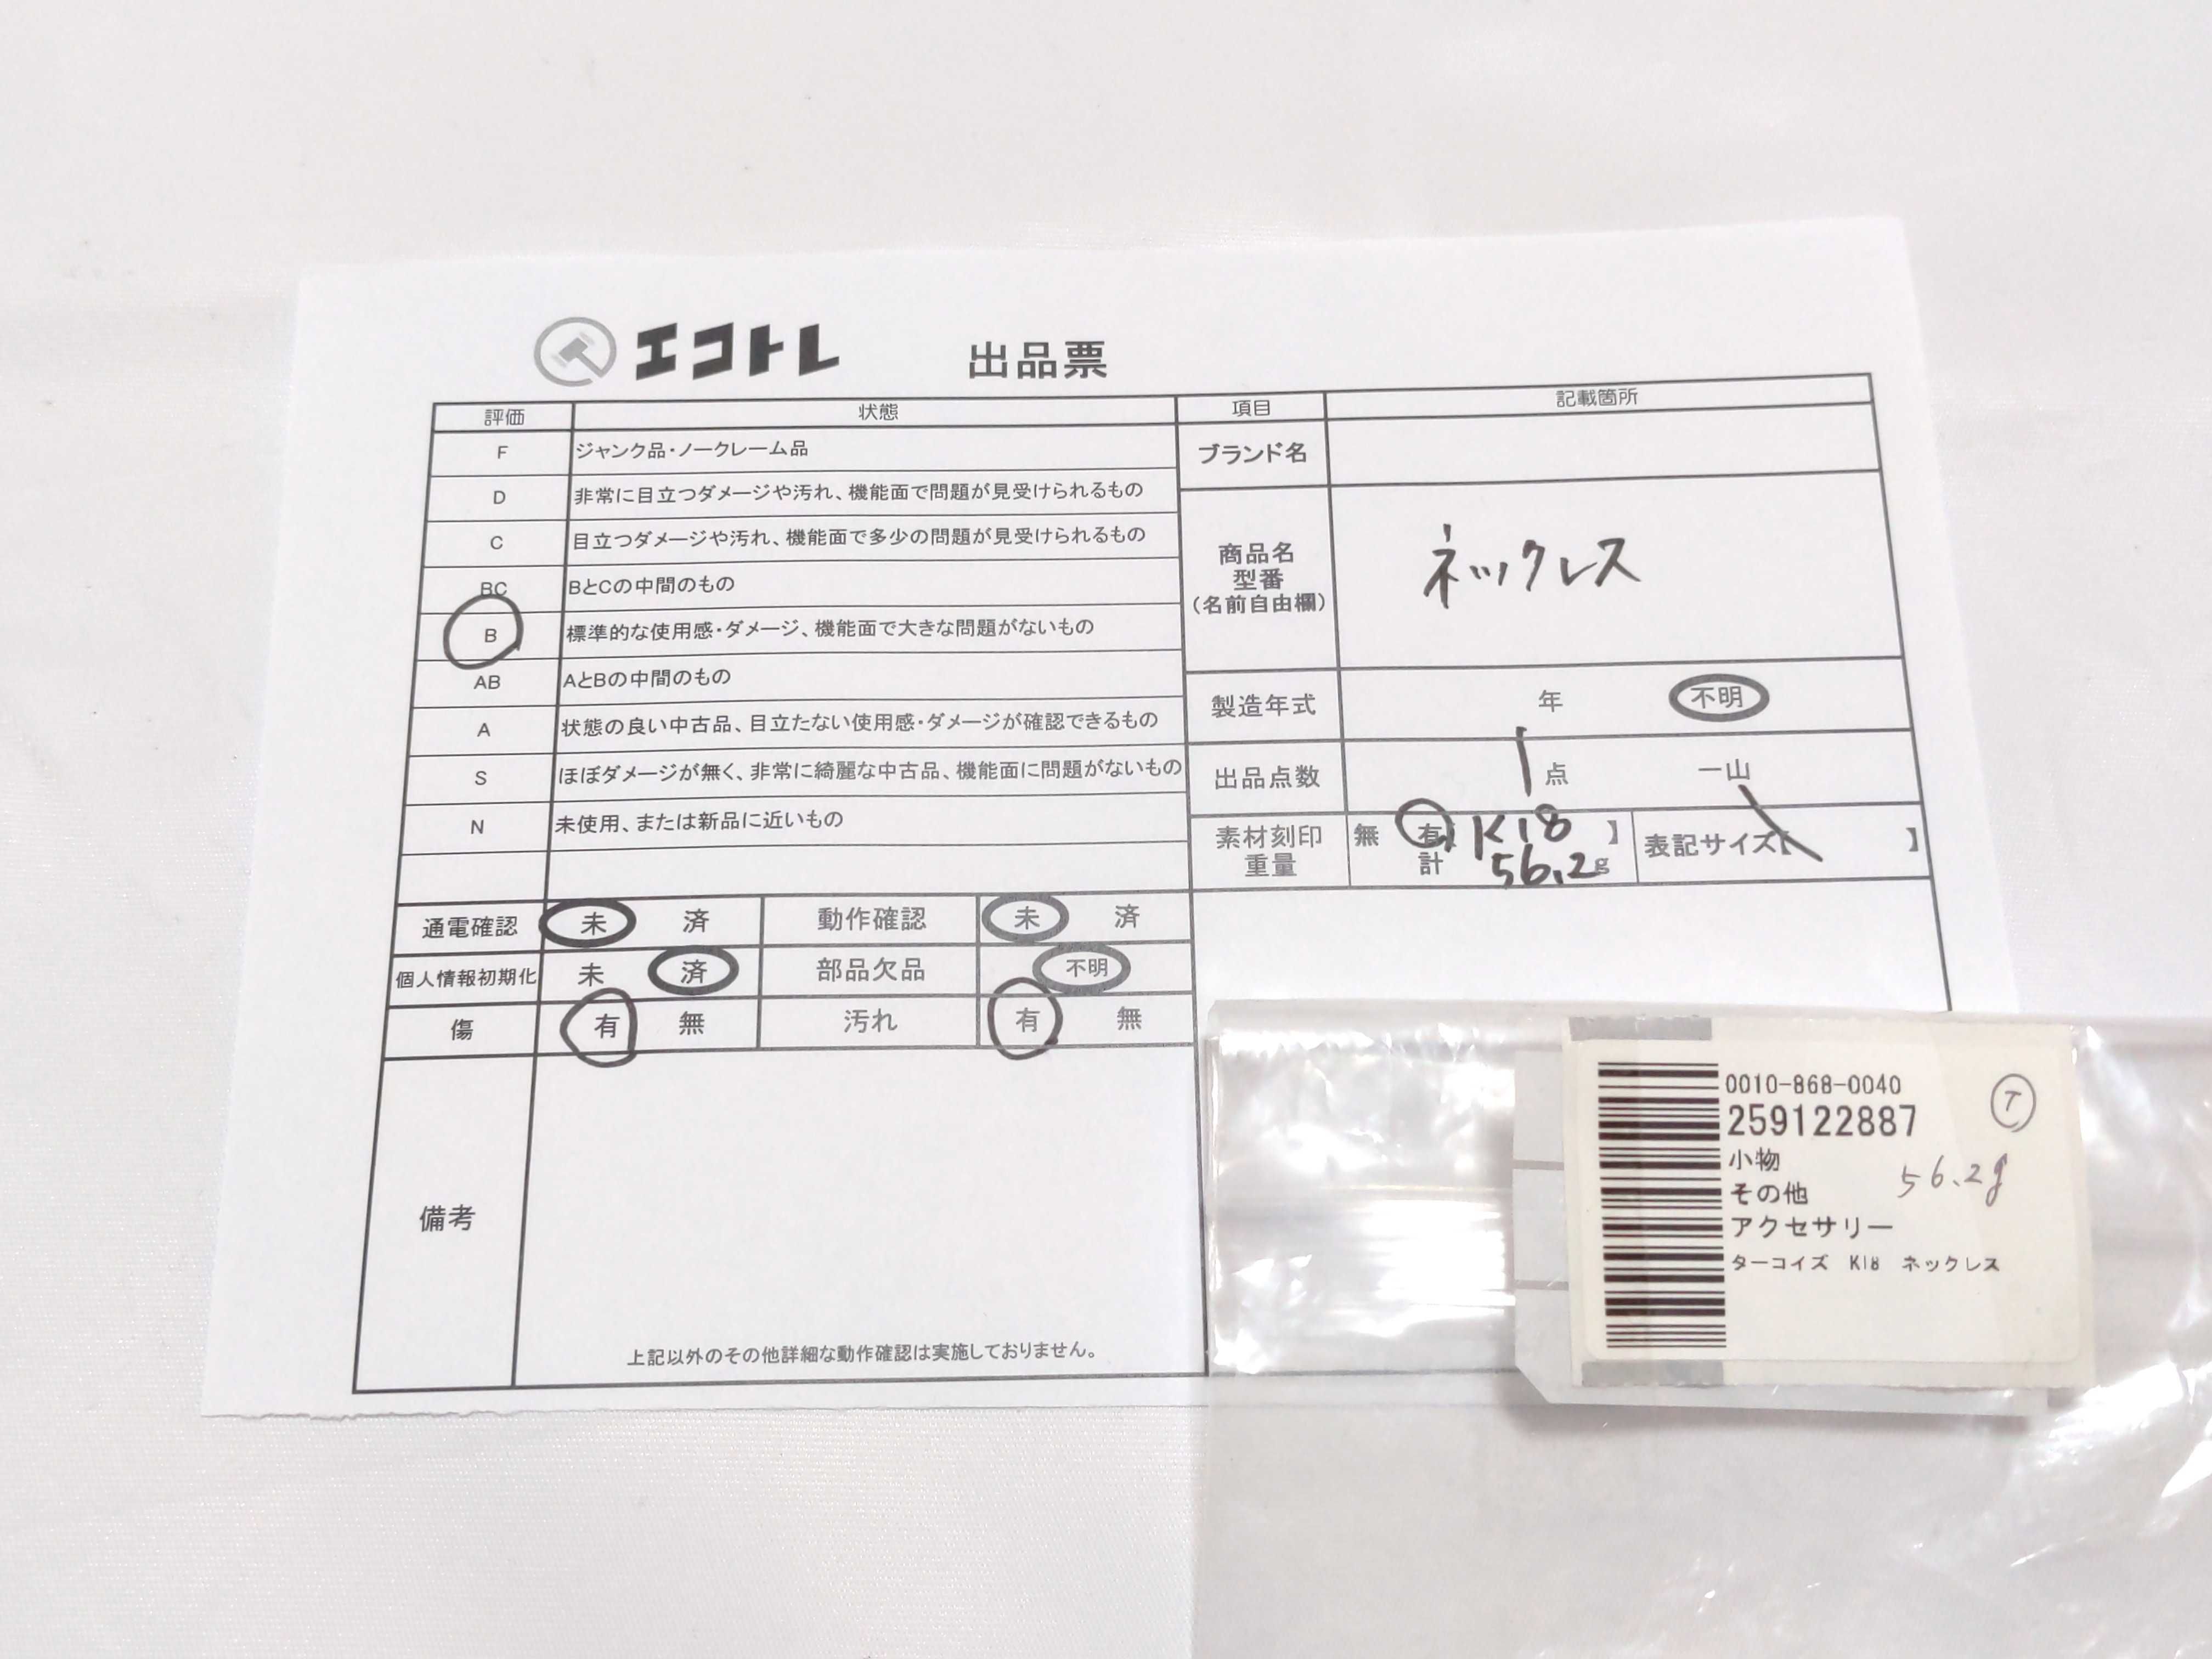 エコトレ 出品票
評価 状態
F ジャンク品・ノークレーム品
D 非常に目立つダメージや汚れ、機能面で問題が見受けられるもの
C 目立つダメージや汚れ、機能面で多少の問題が見受けられるもの
BC BとCの中間のもの
B 標準的な使用感・ダメージ、機能面で大きな問題がないもの
AB AとBの中間のもの
A 状態の良い中古品、目立たない使用感・ダメージが確認できるもの
S ほぼダメージが無く、非常に綺麗な中古品、機能面に問題がないもの
N 未使用、または新品に近いもの
項目 記載箇所
ブランド名
商品名
型番
(名前自由欄)
ネックレス
製造年式 年 不明
出品点数 1 点 一山
素材刻印
重量
無 有 K18 】
計 56.2g
表記サイズ【 】
通電確認 未 済 動作確認 未 済
個人情報初期化 未 済 部品欠品 不明
傷 有 無 汚れ 有 無
備考
上記以外のその他詳細な動作確認は実施しておりません。
0010-868-0040
259122887
T
小物
その他
アクセサリー
56.2g
ターコイズ K18 ネックレス